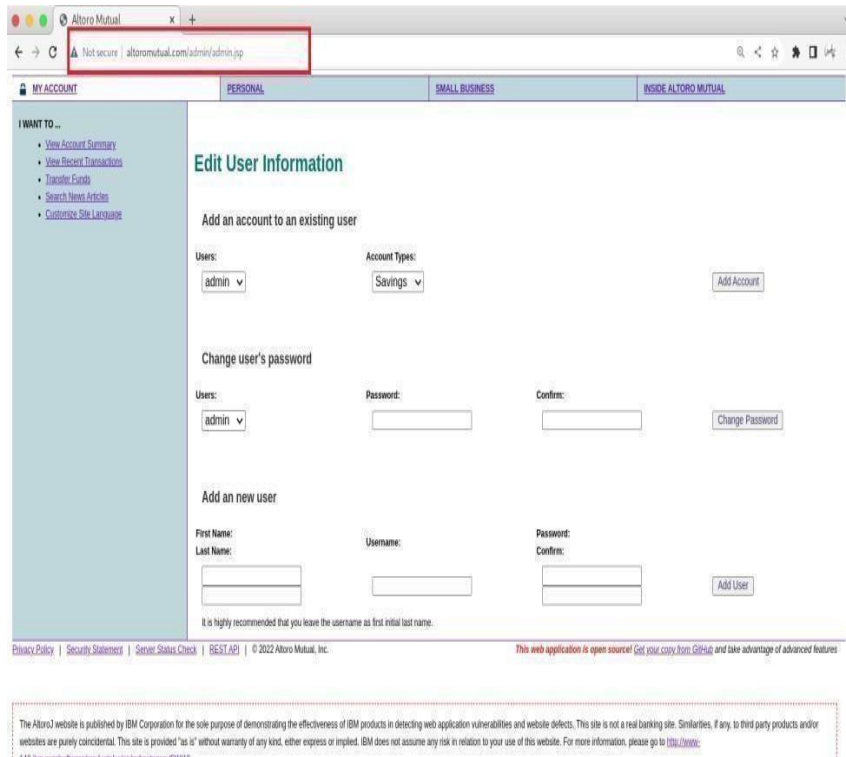 Altoro Mutual x +
Not secure | altoromutual.com/admin/admin.jsp
MY ACCOUNT PERSONAL SMALL BUSINESS INSIDE ALTORO MUTUAL
I WANT TO ...
View Account Summary
View Recent Transactions
Transfer Funds
Search News Articles
Customize Site Language
Edit User Information
Add an account to an existing user
Users: Account Types:
admin Savings Add Account
Change user's password
Users: Password: Confirm:
admin Change Password
Add an new user
First Name:
Last Name: Username: Password:
Confirm:
Add User
It is highly recommended that you leave the username as first initial last name.
Privacy Policy | Security Statement | Server Status Check | REST API | © 2022 Altoro Mutual, Inc. This web application is open source! Get your copy from GitHub and take advantage of advanced features
The AltoroJ website is published by IBM Corporation for the sole purpose of demonstrating the effectiveness of IBM products in detecting web application vulnerabilities and website defects. This site is not a real banking site. Similarities, if any, to third party products and/or
websites are purely coincidental. This site is provided "as is" without warranty of any kind, either express or implied. IBM does not assume any risk in relation to your use of this website. For more information, please go to http://www-